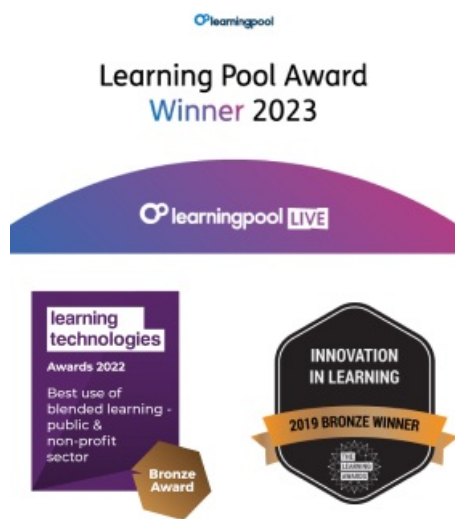 learningpool
Learning Pool Award
Winner 2023
learningpool LIVE
learning
technologies
Awards 2022
Best use of
blended learning -
public &
non-profit
sector
Bronze
Award
INNOVATION
IN LEARNING
2019 BRONZE WINNER
THE
LEARNING
AWARDS